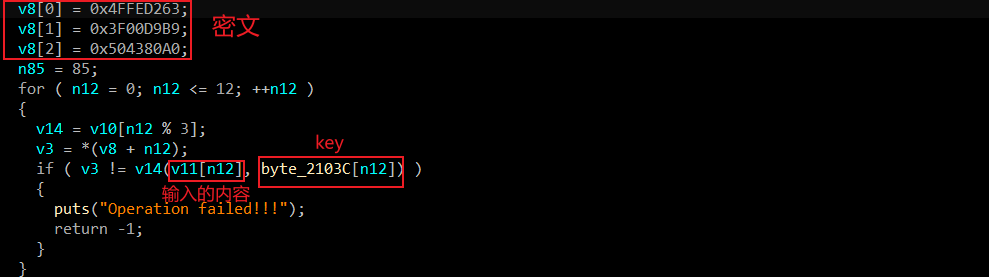 v8[0] = 0x4FFED263;
v8[1] = 0x3F00D9B9;
v8[2] = 0x504380A0;
密文
n85 = 85;
for ( n12 = 0; n12 <= 12; ++n12 )
{
v14 = v10[n12 % 3];
v3 = *(v8 + n12);
key
if ( v3 != v14(v11[n12], byte_2103C[n12]) )
{
输入的内容
puts("Operation failed!!!");
return -1;
}
}